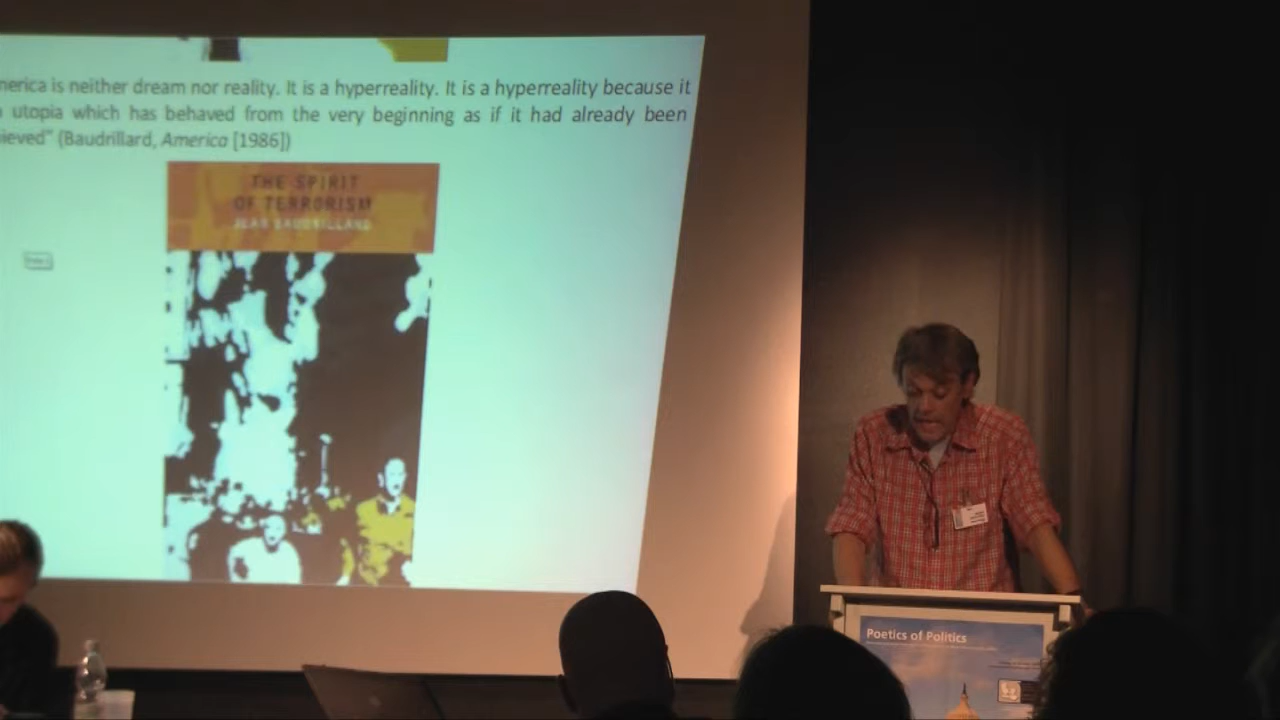 merica is neither dream nor reality. It is a hyperreality. It is a hyperreality because it
utopia which has behaved from the very beginning as if it had already been
ieved" (Baudrillard, America [1986])
THE SPIRIT
OF TERRORISM
JEAN BAUDRILLARD
Poetics of Politics